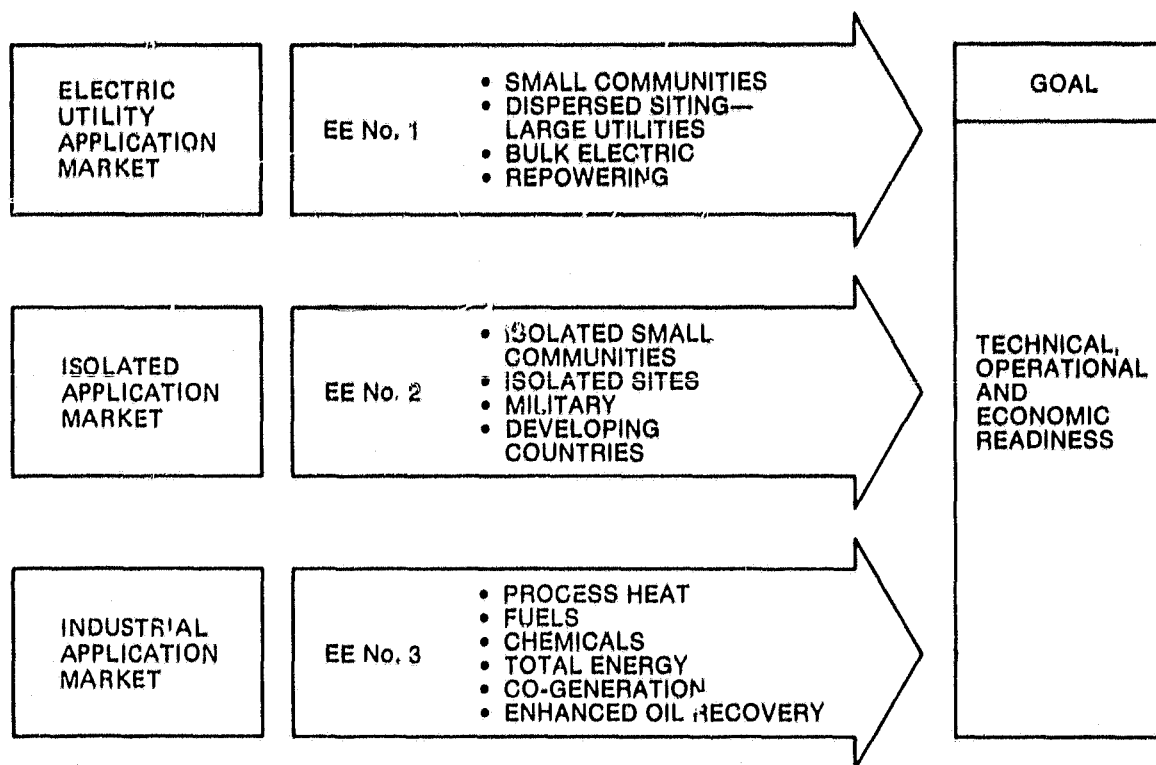 ELECTRIC
UTILITY
APPLICATION
MARKET
EE No. 1
• SMALL COMMUNITIES
• DISPERSED SITING—
LARGE UTILITIES
• BULK ELECTRIC
• REPOWERING
GOAL
ISOLATED
APPLICATION
MARKET
EE No. 2
• ISOLATED SMALL
COMMUNITIES
• ISOLATED SITES
• MILITARY
• DEVELOPING
COUNTRIES
TECHNICAL,
OPERATIONAL
AND
ECONOMIC
READINESS
INDUSTRIAL
APPLICATION
MARKET
EE No. 3
• PROCESS HEAT
• FUELS
• CHEMICALS
• TOTAL ENERGY
• CO-GENERATION
• ENHANCED OIL RECOVERY